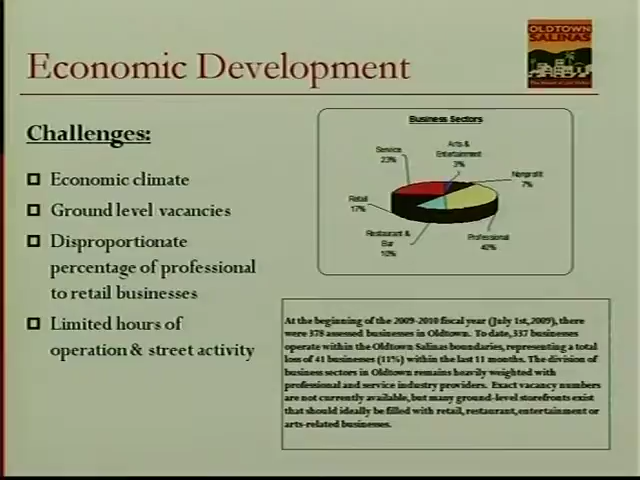 OLDTOWN
SALINAS
Economic Development
Challenges:
Economic climate
Ground level vacancies
Disproportionate
percentage of professional
to retail businesses
Limited hours of
operation & street activity
Business Sectors
Arts &
Entertainment
3%
Service
23%
Nonprofit
7%
Retail
17%
Restaurant &
Bar
10%
Professional
40%
At the beginning of the 2009-2010 fiscal year (July 1st, 2009), there
were 378 assessed businesses in Oldtown. To date, 337 businesses
operate within the Oldtown Salinas boundaries, representing a total
loss of 41 businesses (11%) within the last 11 months. The division of
business sectors in Oldtown remains heavily weighted with
professional and service industry providers. Exact vacancy numbers
are not currently available, but many ground-level storefronts exist
that should ideally be filled with retail, restaurant, entertainment or
arts-related businesses.